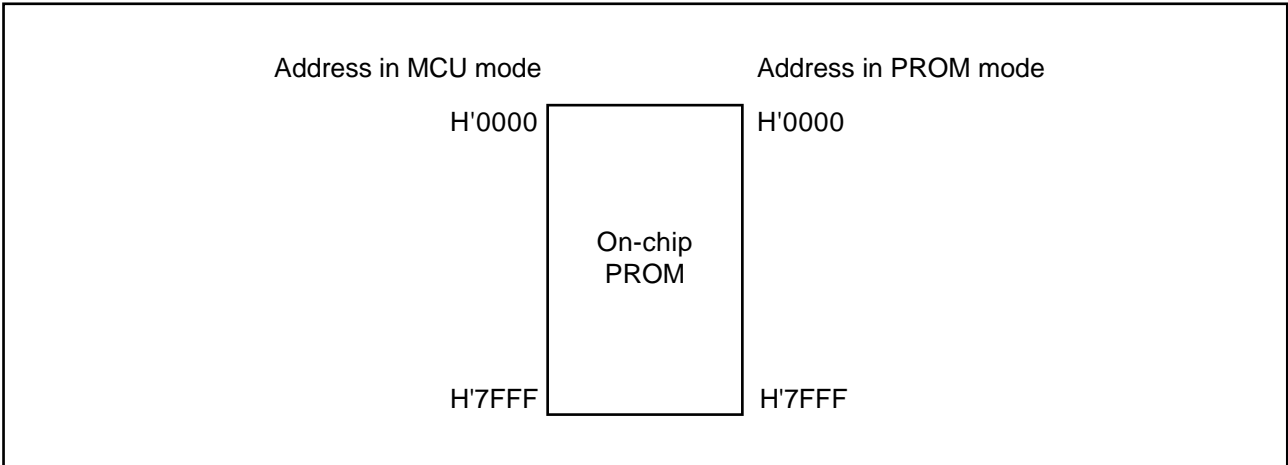 Address in MCU mode
Address in PROM mode
H'0000
H'0000
On-chip
PROM
H'7FFF
H'7FFF